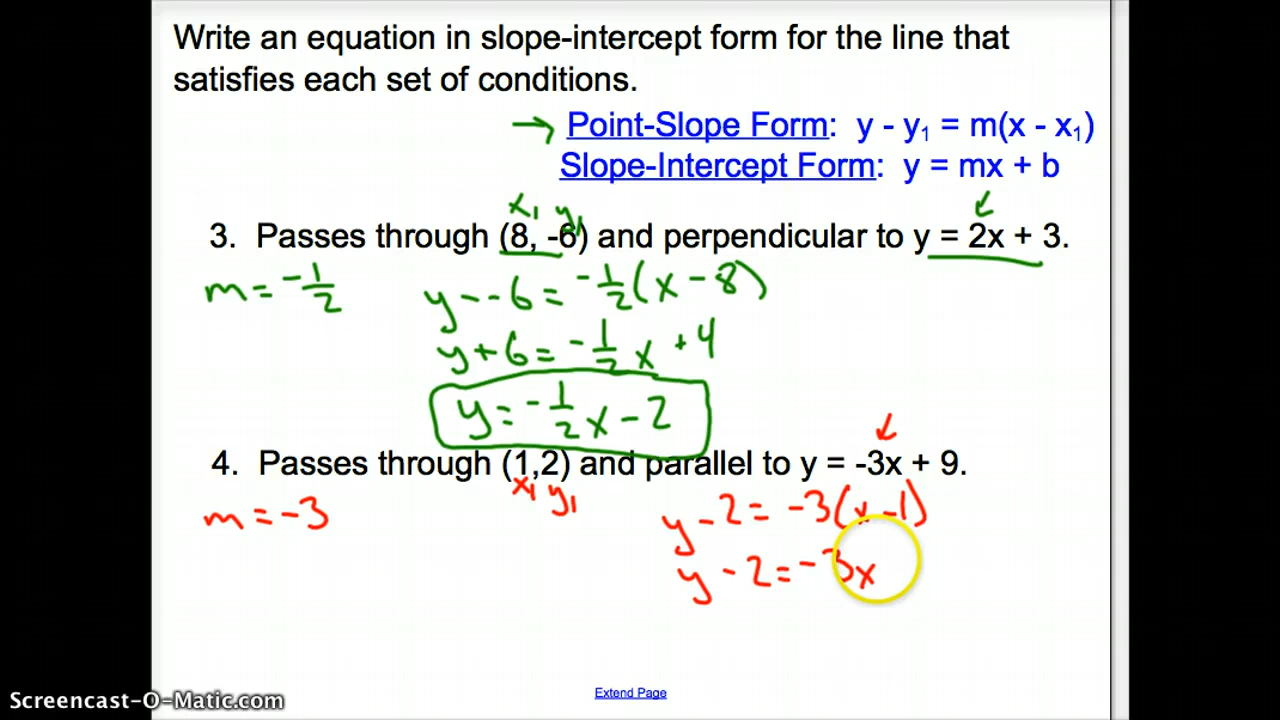 Write an equation in slope-intercept form for the line that
satisfies each set of conditions.
→ Point-Slope Form: y - y₁ = m(x - x₁)
Slope-Intercept Form: y = mx + b
x₁ y₁
3. Passes through (8, -6) and perpendicular to y = 2x + 3.
m = -1/2
y - -6 = -1/2(x - 8)
y + 6 = -1/2 x + 4
y = -1/2 x - 2
4. Passes through (1,2) and parallel to y = -3x + 9.
x₁ y₁
m = -3
y - 2 = -3(x - 1)
y - 2 = -3x
Extend Page
Screencast-O-Matic.com